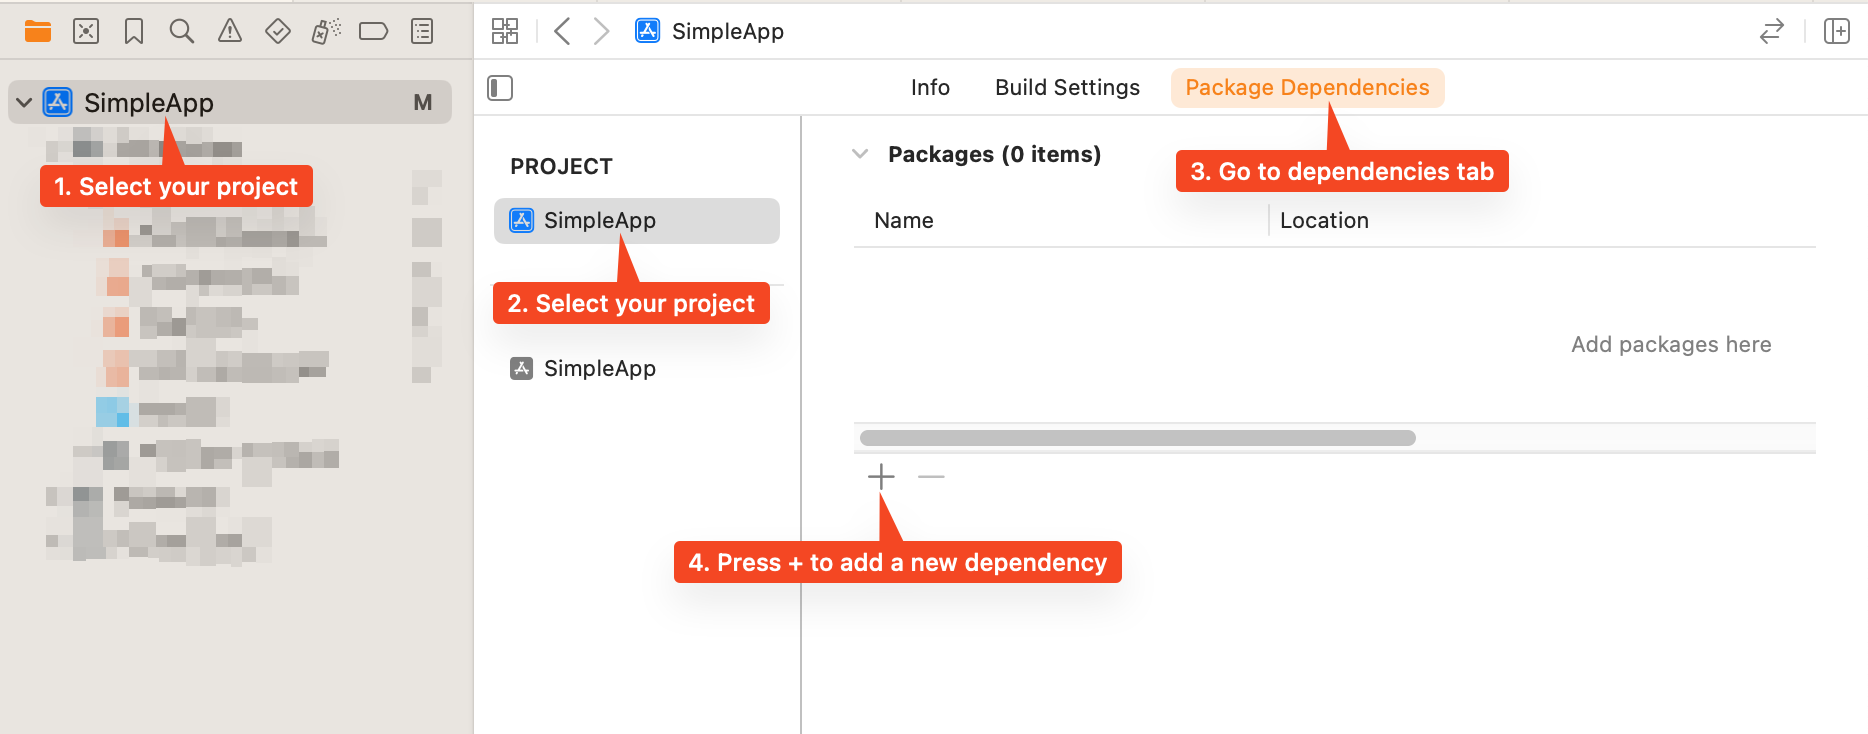 SimpleApp
SimpleApp M
Info Build Settings Package Dependencies
1. Select your project
PROJECT
SimpleApp
2. Select your project
SimpleApp
Packages (0 items)
3. Go to dependencies tab
Name Location
Add packages here
4. Press + to add a new dependency